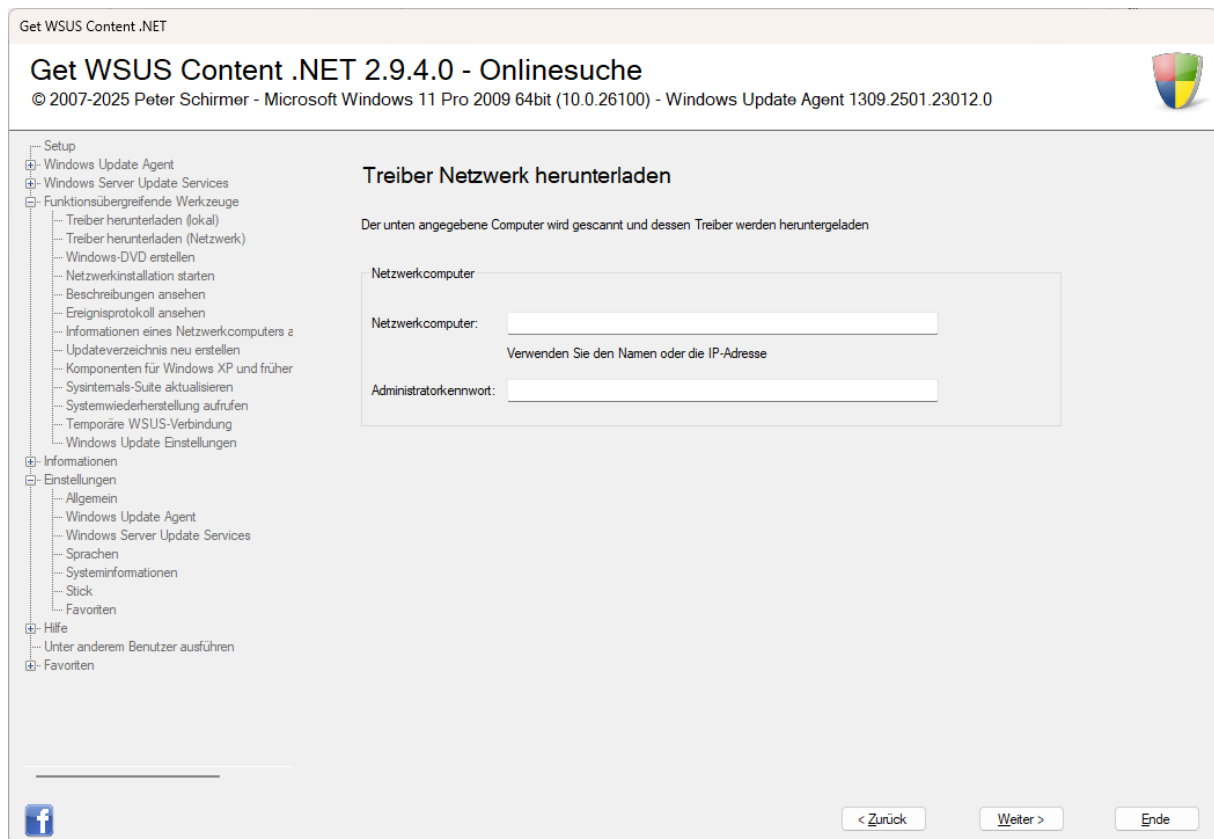 Get WSUS Content .NET
Get WSUS Content .NET 2.9.4.0 - Onlinesuche
© 2007-2025 Peter Schirmer - Microsoft Windows 11 Pro 2009 64bit (10.0.26100) - Windows Update Agent 1309.2501.23012.0
Setup
Windows Update Agent
Windows Server Update Services
Funktionsübergreifende Werkzeuge
Treiber herunterladen (lokal)
Treiber herunterladen (Netzwerk)
Windows-DVD erstellen
Netzwerkinstallation starten
Beschreibungen ansehen
Ereignisprotokoll ansehen
Informationen eines Netzwerkcomputers a
Updateverzeichnis neu erstellen
Komponenten für Windows XP und früher
Sysinternals-Suite aktualisieren
Systemwiederherstellung aufrufen
Temporäre WSUS-Verbindung
Windows Update Einstellungen
Informationen
Einstellungen
Allgemein
Windows Update Agent
Windows Server Update Services
Sprachen
Systeminformationen
Stick
Favoriten
Hilfe
Unter anderem Benutzer ausführen
Favoriten
Treiber Netzwerk herunterladen
Der unten angegebene Computer wird gescannt und dessen Treiber werden heruntergeladen
Netzwerkcomputer
Netzwerkcomputer:
Verwenden Sie den Namen oder die IP-Adresse
Administratorkennwort:
f
< Zurück
Weiter >
Ende